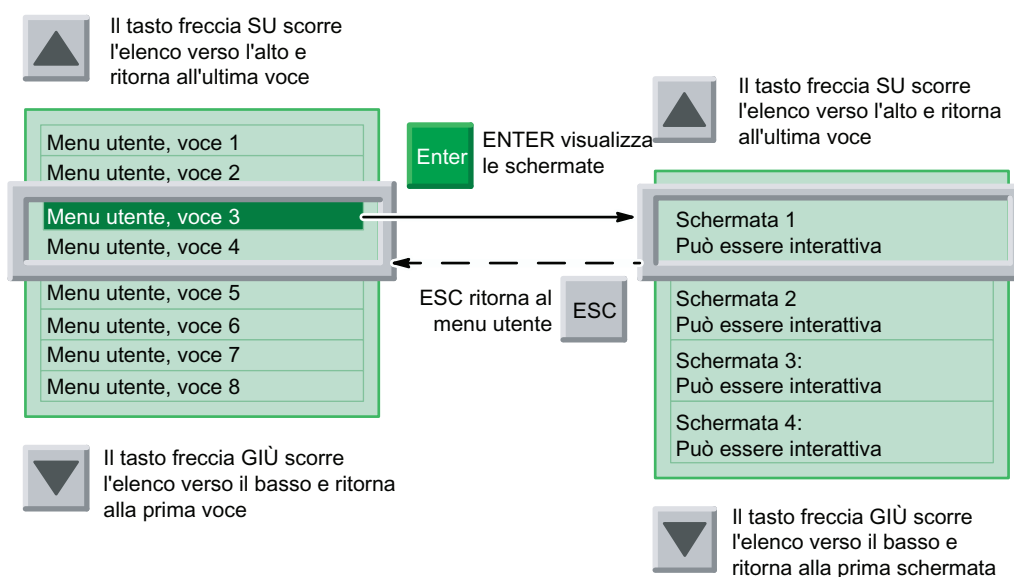 Il tasto freccia SU scorre
l'elenco verso l'alto e
ritorna all'ultima voce
Menu utente, voce 1
Menu utente, voce 2
Menu utente, voce 3
Menu utente, voce 4
Menu utente, voce 5
Menu utente, voce 6
Menu utente, voce 7
Menu utente, voce 8
Il tasto freccia GIÙ scorre
l'elenco verso il basso e ritorna
alla prima voce
Enter
ENTER visualizza
le schermate
ESC ritorna al
menu utente
ESC
Il tasto freccia SU scorre
l'elenco verso l'alto e ritorna
all'ultima voce
Schermata 1
Può essere interattiva
Schermata 2
Può essere interattiva
Schermata 3:
Può essere interattiva
Schermata 4:
Può essere interattiva
Il tasto freccia GIÙ scorre
l'elenco verso il basso e
ritorna alla prima schermata